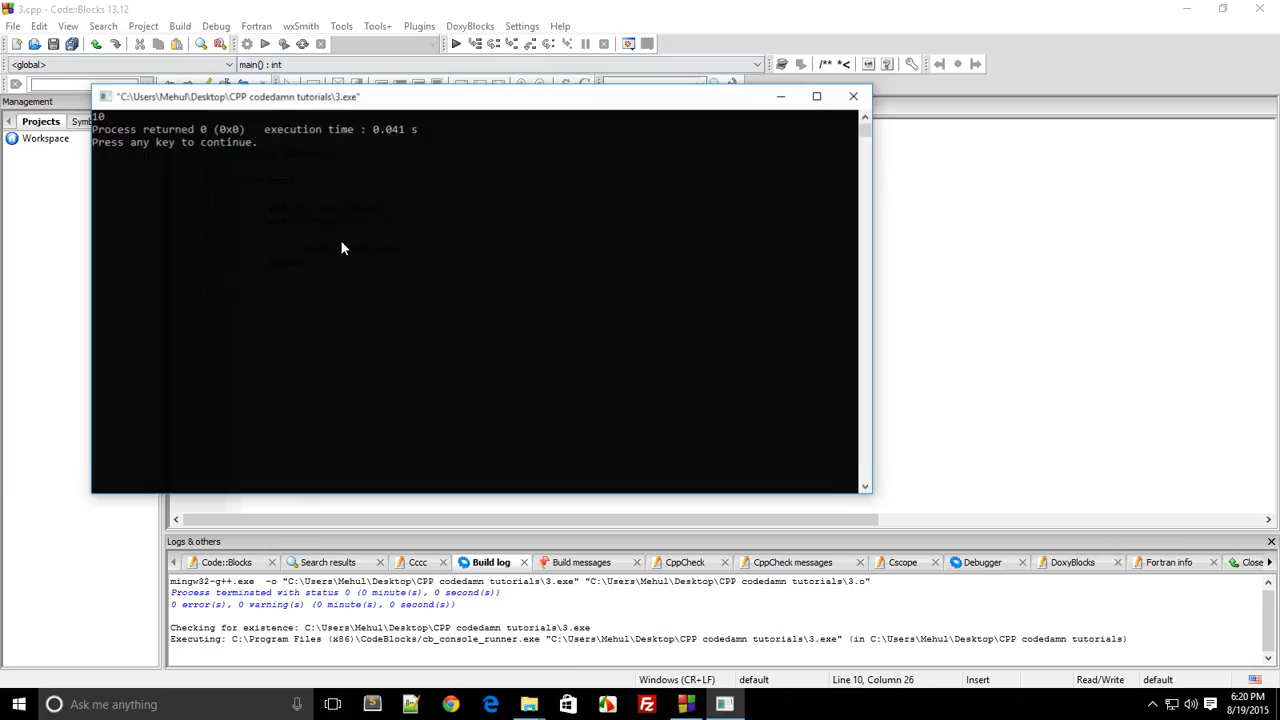 3.cpp - Code::Blocks 13.12
File Edit View Search Project Build Debug Fortran wxSmith Tools Tools+ Plugins DoxyBlocks Settings Help
<global> main() : int /** *<
Management
"C:\Users\Mehul\Desktop\CPP codedamn tutorials\3.exe"
Projects Sym
Workspace
10
Process returned 0 (0x0) execution time : 0.041 s
Press any key to continue.
Logs & others
Code::Blocks Search results Cccc Build log Build messages CppCheck CppCheck messages Cscope Debugger DoxyBlocks Fortran info Close
mingw32-g++.exe -o "C:\Users\Mehul\Desktop\CPP codedamn tutorials\3.exe" "C:\Users\Mehul\Desktop\CPP codedamn tutorials\3.o"
Process terminated with status 0 (0 minute(s), 0 second(s))
0 error(s), 0 warning(s) (0 minute(s), 0 second(s))
Checking for existence: C:\Users\Mehul\Desktop\CPP codedamn tutorials\3.exe
Executing: C:\Program Files (x86)\CodeBlocks/cb_console_runner.exe "C:\Users\Mehul\Desktop\CPP codedamn tutorials\3.exe" (in C:\Users\Mehul\Desktop\CPP codedamn tutorials)
Windows (CR+LF) default Line 10, Column 26 Insert Read/Write default
Ask me anything
6:20 PM
8/19/2015